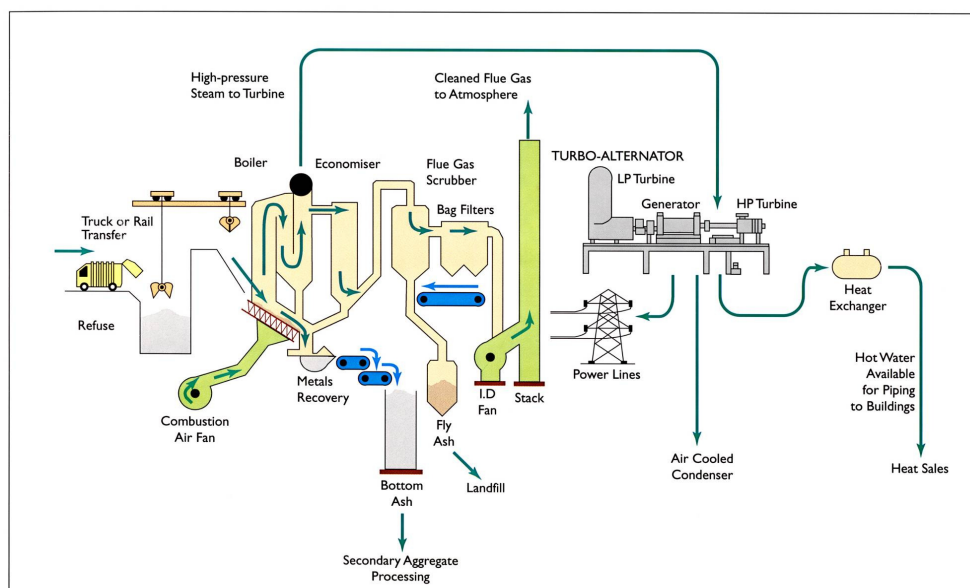 High-pressure
Steam to Turbine
Cleaned Flue Gas
to Atmosphere
Boiler
Economiser
Flue Gas
Scrubber
Bag Filters
TURBO-ALTERNATOR
LP Turbine
Generator
HP Turbine
Truck or Rail
Transfer
Refuse
Heat
Exchanger
Combustion
Air Fan
Metals
Recovery
Fly
Ash
I.D
Fan
Stack
Power Lines
Hot Water
Available
for Piping
to Buildings
Bottom
Ash
Landfill
Air Cooled
Condenser
Heat Sales
Secondary Aggregate
Processing